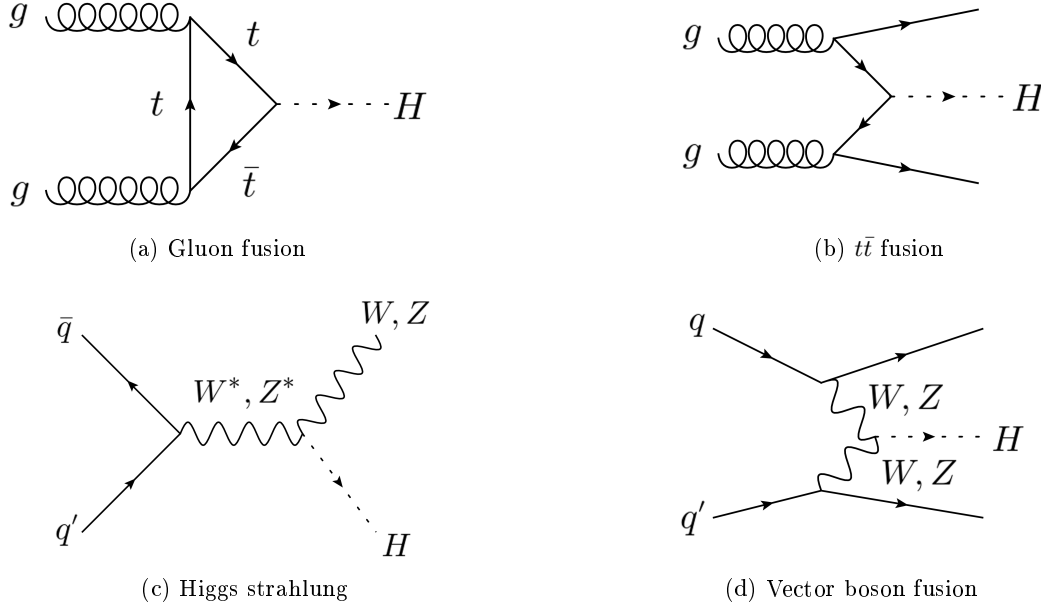 g
t
t
H
g
t̄
(a) Gluon fusion
g
H
g
(b) tt̄ fusion
q̄
W, Z
W*, Z*
q′
H
(c) Higgs strahlung
q
W, Z
H
W, Z
q′
(d) Vector boson fusion